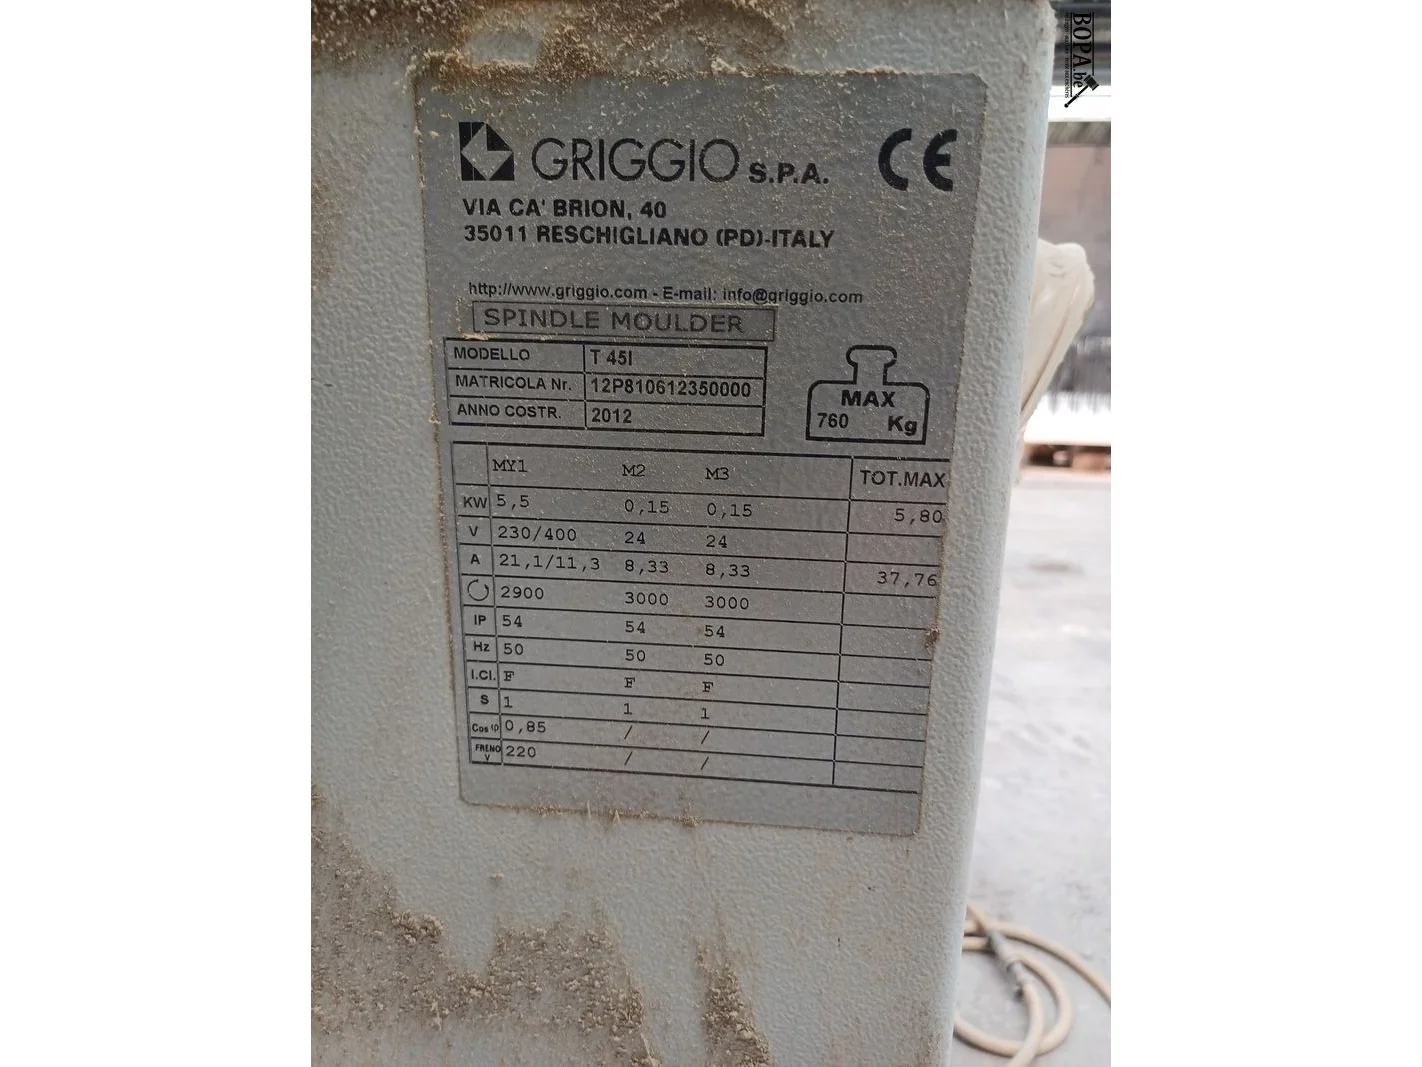 BOPA.be
GRIGGIO S.P.A. CE
VIA CA' BRION, 40
35011 RESCHIGLIANO (PD)-ITALY
http://www.griggio.com - E-mail: info@griggio.com
SPINDLE MOULDER
MODELLO T 45I
MATRICOLA Nr. 12P810612350000
ANNO COSTR. 2012
MAX
760 Kg
MY1 M2 M3 TOT.MAX
KW 5,5 0,15 0,15 5,80
V 230/400 24 24
A 21,1/11,3 8,33 8,33 37,76
2900 3000 3000
IP 54 54 54
Hz 50 50 50
I.Cl. F F F
S 1 1 1
Cos φ 0,85 / /
FRENO V 220 / /